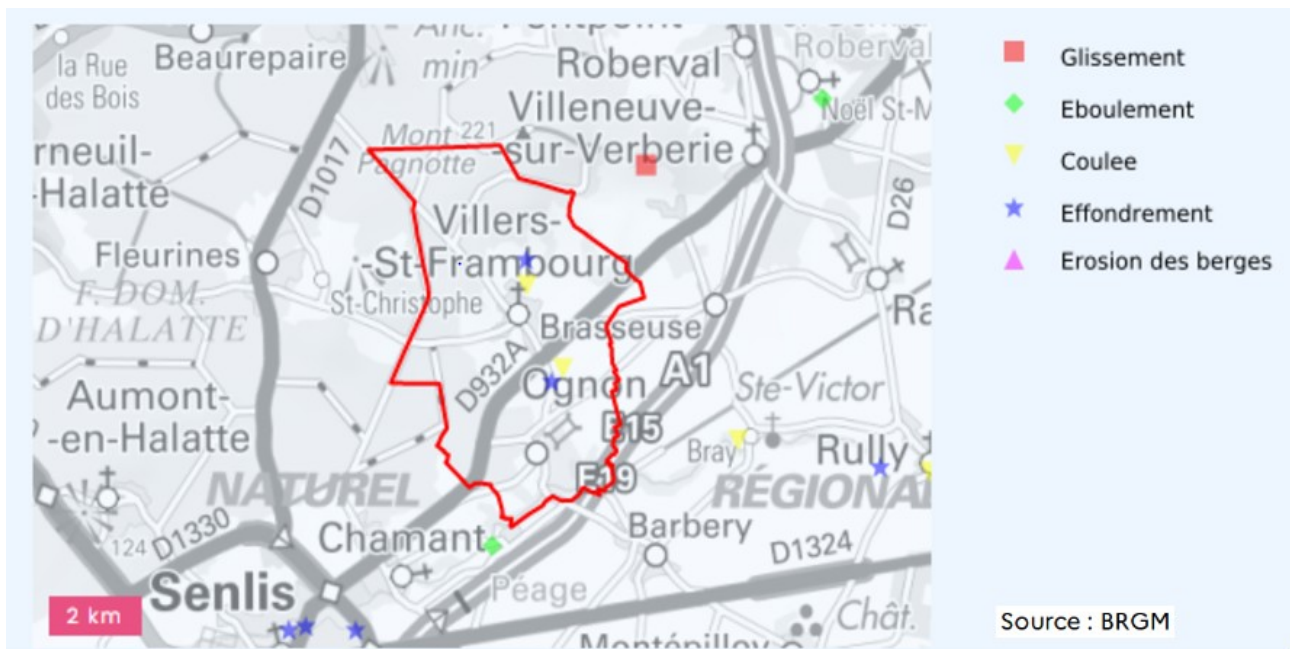 Anc.
min
Beaurepaire
la Rue
des Bois
Roberval
Roberval
Villeneuve-
-sur-Verberie
Noël St-M
Mont 221
Pagnotte
rneuil-
-Halatte
D1017
D26
Villers-
-St-Frambourg
Fleurines
St-Christophe
F. DOM.
D'HALATTE
Brasseuse
Ra
D932A
A1
Ognon
Ste-Victor
Aumont-
-en-Halatte
E15
Bray
Rully
E19
NATUREL
RÉGIONAL
Chamant
Barbery
124
D1330
D1324
Senlis
Péage
2 km
Chât.
Montépilloy
Glissement
Eboulement
Coulee
Effondrement
Erosion des berges
Source : BRGM